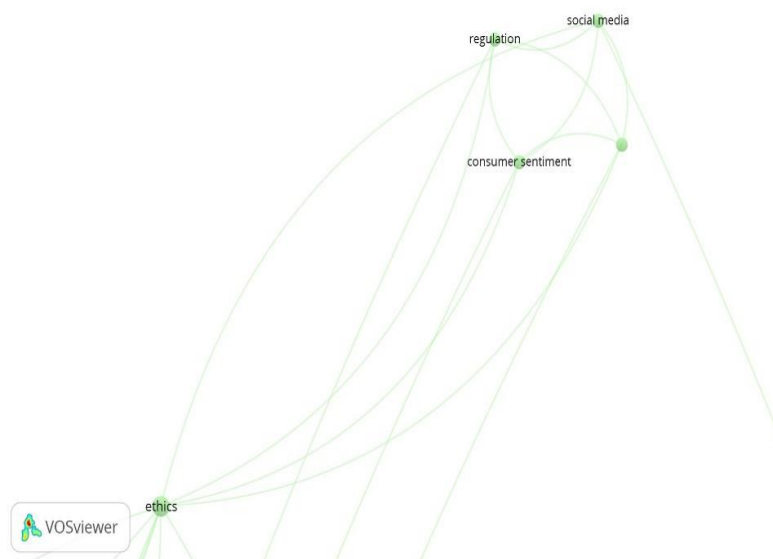 social media
regulation
consumer sentiment
ethics
VOSviewer